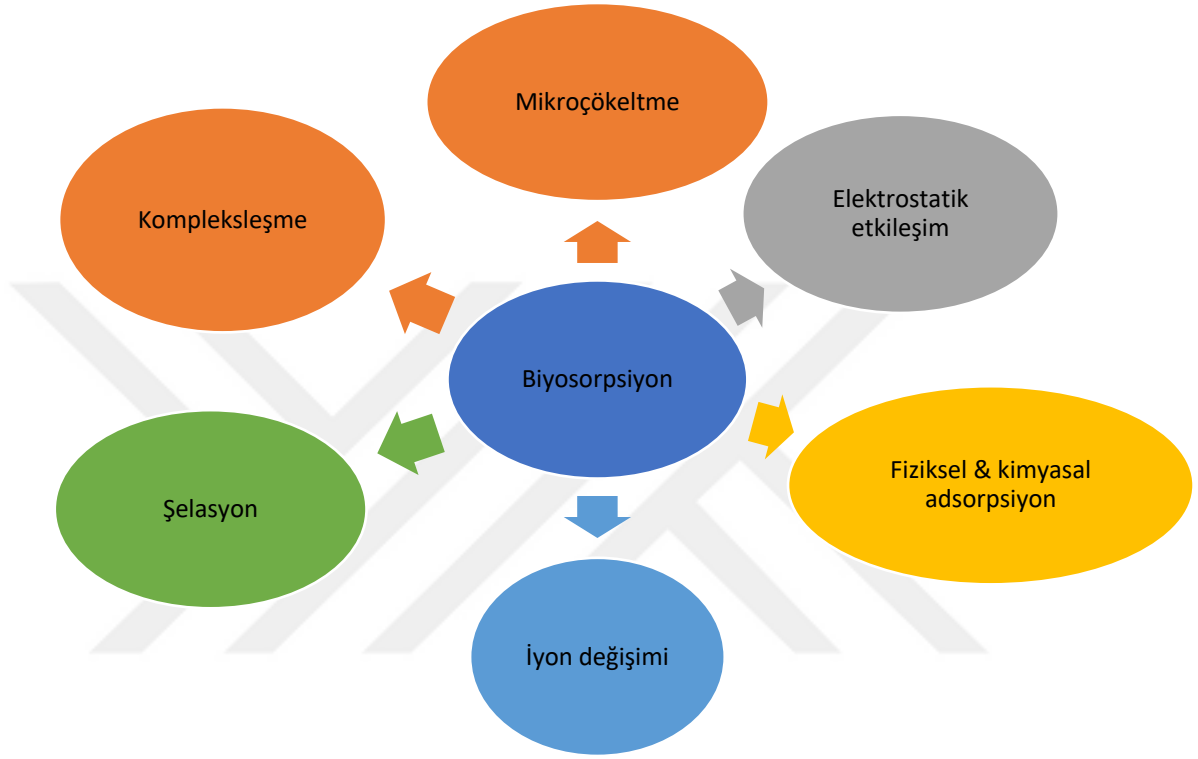 Mikroçökeltme
Elektrostatik
etkileşim
Kompleksleşme
Biyosorpsiyon
Fiziksel & kimyasal
adsorpsiyon
Şelasyon
İyon değişimi